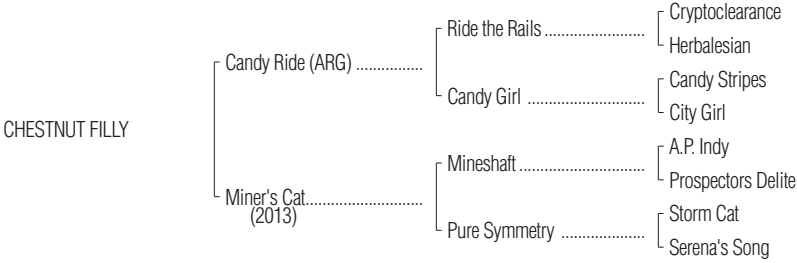 Cryptoclearance
Ride the Rails ........................
Herbalesian
Candy Ride (ARG) ................
Candy Stripes
Candy Girl ............................
City Girl
CHESTNUT FILLY
A.P. Indy
Mineshaft ..............................
Prospectors Delite
Miner's Cat............................
(2013)
Storm Cat
Pure Symmetry ....................
Serena's Song